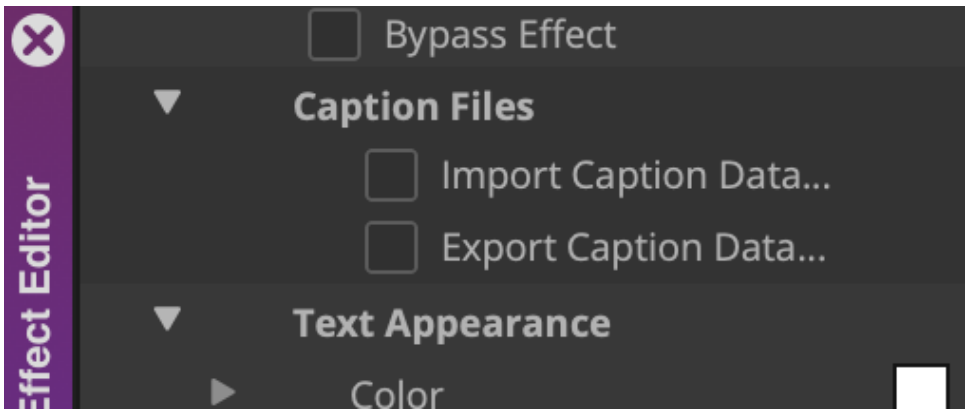 Bypass Effect
Caption Files
Import Caption Data...
Export Caption Data...
Text Appearance
Color
Effect Editor